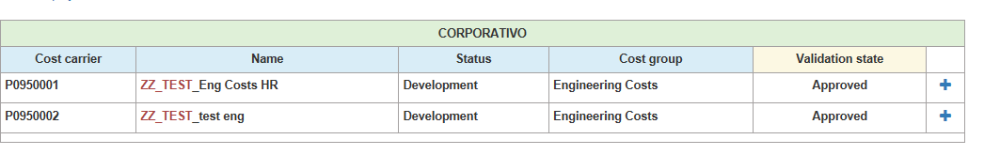 CORPORATIVO
Cost carrier Name Status Cost group Validation state
P0950001 ZZ_TEST_Eng Costs HR Development Engineering Costs Approved
P0950002 ZZ_TEST_test eng Development Engineering Costs Approved